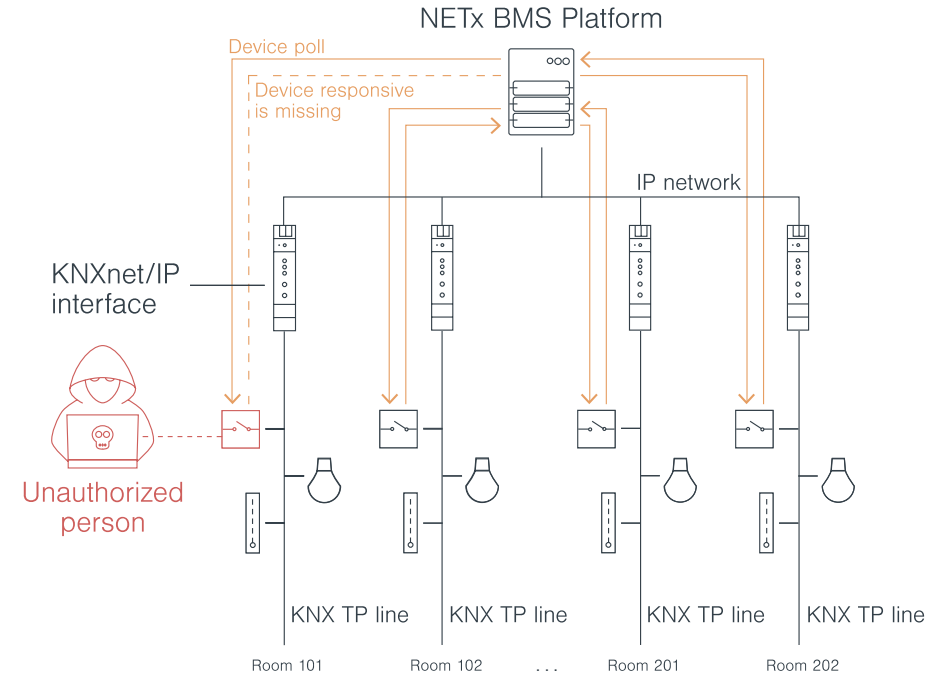 NETx BMS Platform
Device poll
Device responsive
is missing
IP network
KNXnet/IP
interface
Unauthorized
person
KNX TP line
KNX TP line
KNX TP line
KNX TP line
Room 101
Room 102
...
Room 201
Room 202